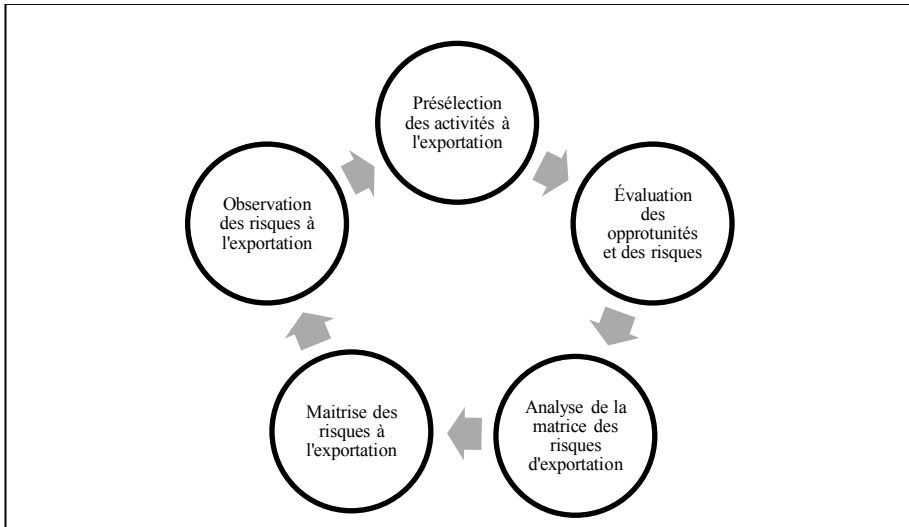 Présélection
des activités à
l'exportation
Évaluation
des
opprotunités
et des risques
Analyse de la
matrice des
risques
d'exportation
Maitrise des
risques à
l'exportation
Observation
des risques à
l'exportation